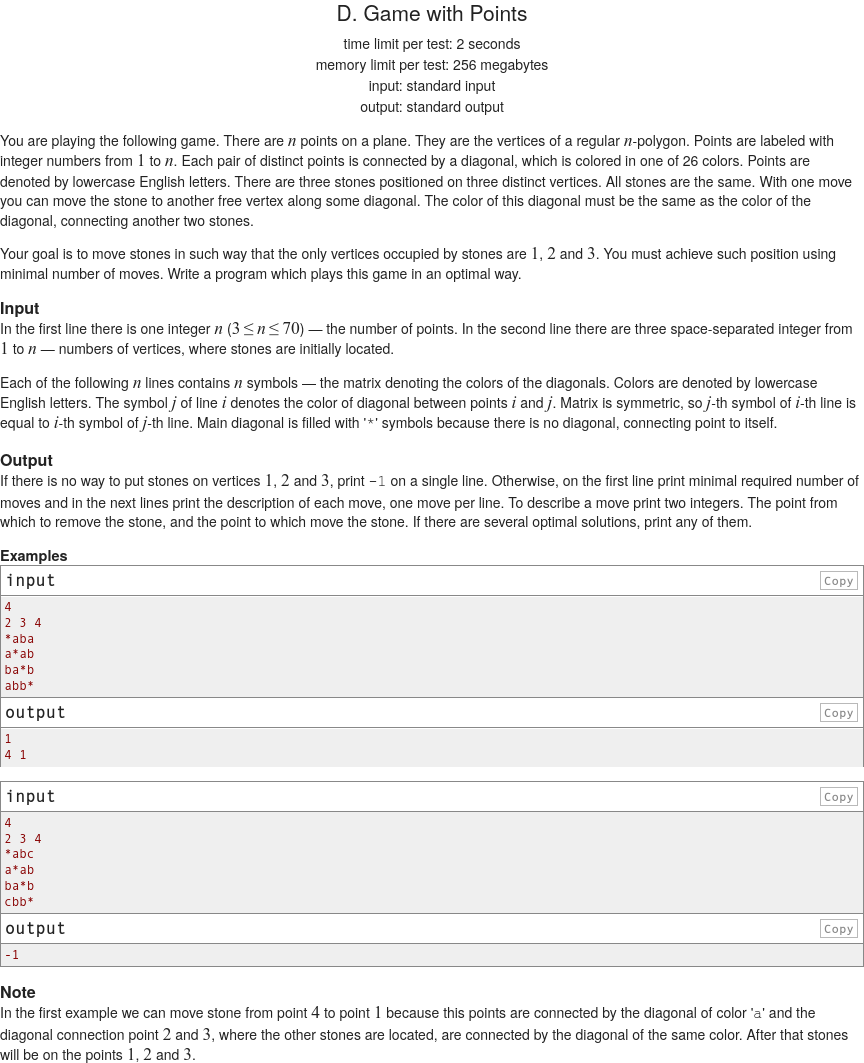 D. Game with Points
time limit per test: 2 seconds
memory limit per test: 256 megabytes
input: standard input
output: standard output
You are playing the following game. There are n points on a plane. They are the vertices of a regular n-polygon. Points are labeled with
integer numbers from 1 to n. Each pair of distinct points is connected by a diagonal, which is colored in one of 26 colors. Points are
denoted by lowercase English letters. There are three stones positioned on three distinct vertices. All stones are the same. With one move
you can move the stone to another free vertex along some diagonal. The color of this diagonal must be the same as the color of the
diagonal, connecting another two stones.
Your goal is to move stones in such way that the only vertices occupied by stones are 1, 2 and 3. You must achieve such position using
minimal number of moves. Write a program which plays this game in an optimal way.
Input
In the first line there is one integer n (3 ≤ n ≤ 70) — the number of points. In the second line there are three space-separated integer from
1 to n — numbers of vertices, where stones are initially located.
Each of the following n lines contains n symbols — the matrix denoting the colors of the diagonals. Colors are denoted by lowercase
English letters. The symbol j of line i denotes the color of diagonal between points i and j. Matrix is symmetric, so j-th symbol of i-th line is
equal to i-th symbol of j-th line. Main diagonal is filled with '*' symbols because there is no diagonal, connecting point to itself.
Output
If there is no way to put stones on vertices 1, 2 and 3, print -1 on a single line. Otherwise, on the first line print minimal required number of
moves and in the next lines print the description of each move, one move per line. To describe a move print two integers. The point from
which to remove the stone, and the point to which move the stone. If there are several optimal solutions, print any of them.
Examples
input Copy
4
2 3 4
*aba
a*ab
ba*b
abb*
output Copy
1
4 1
input Copy
4
2 3 4
*abc
a*ab
ba*b
cbb*
output Copy
-1
Note
In the first example we can move stone from point 4 to point 1 because this points are connected by the diagonal of color 'a' and the
diagonal connection point 2 and 3, where the other stones are located, are connected by the diagonal of the same color. After that stones
will be on the points 1, 2 and 3.